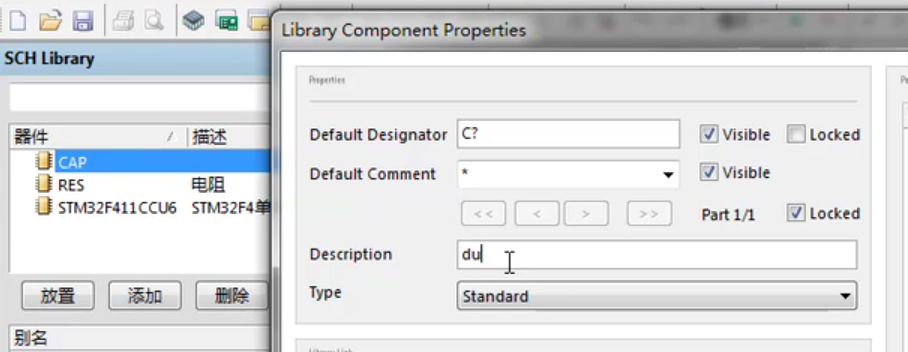 Library Component Properties
SCH Library
Properties
器件 / 描述
Default Designator C? Visible Locked
CAP
Default Comment * Visible
RES 电阻
STM32F411CCU6 STM32F4单
<< < > >> Part 1/1 Locked
Description du
放置 添加 删除
Type Standard
别名